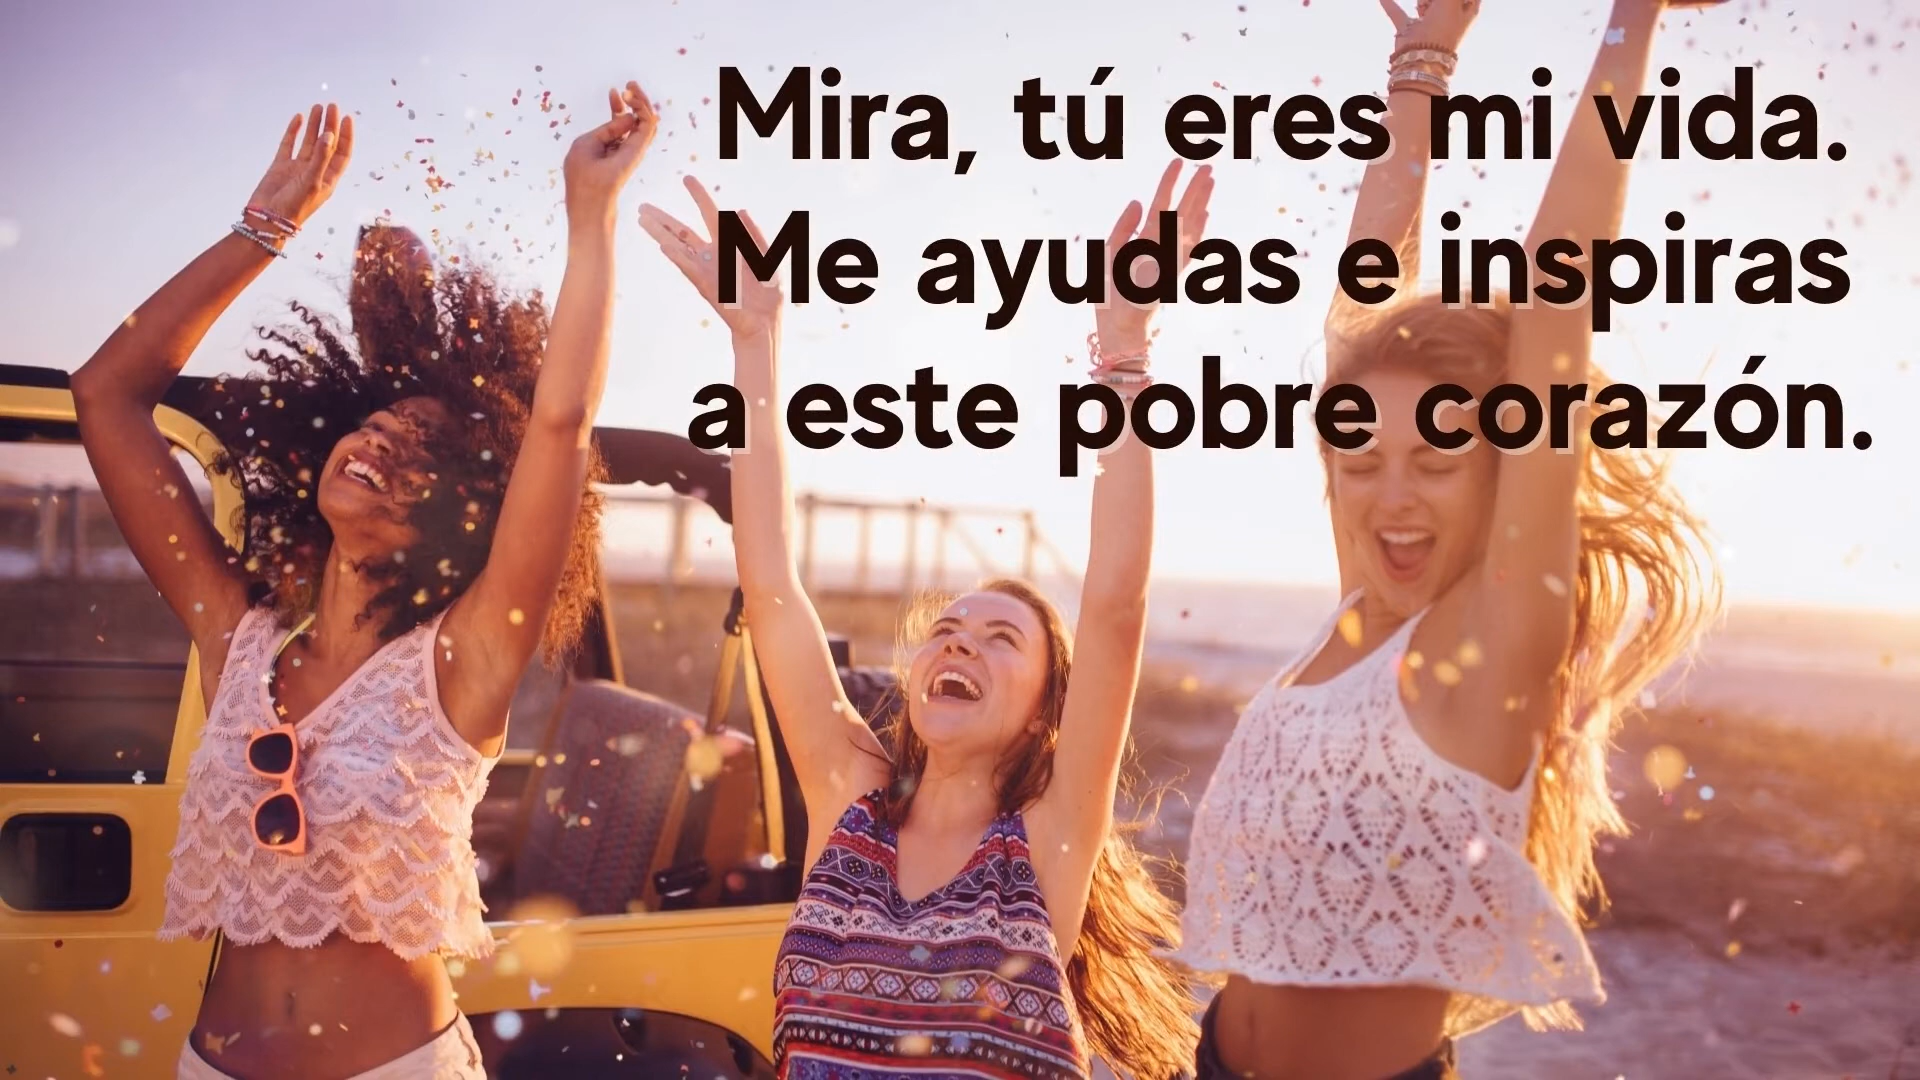 Mira, tú eres mi vida.
Me ayudas e inspiras
a este pobre corazón.